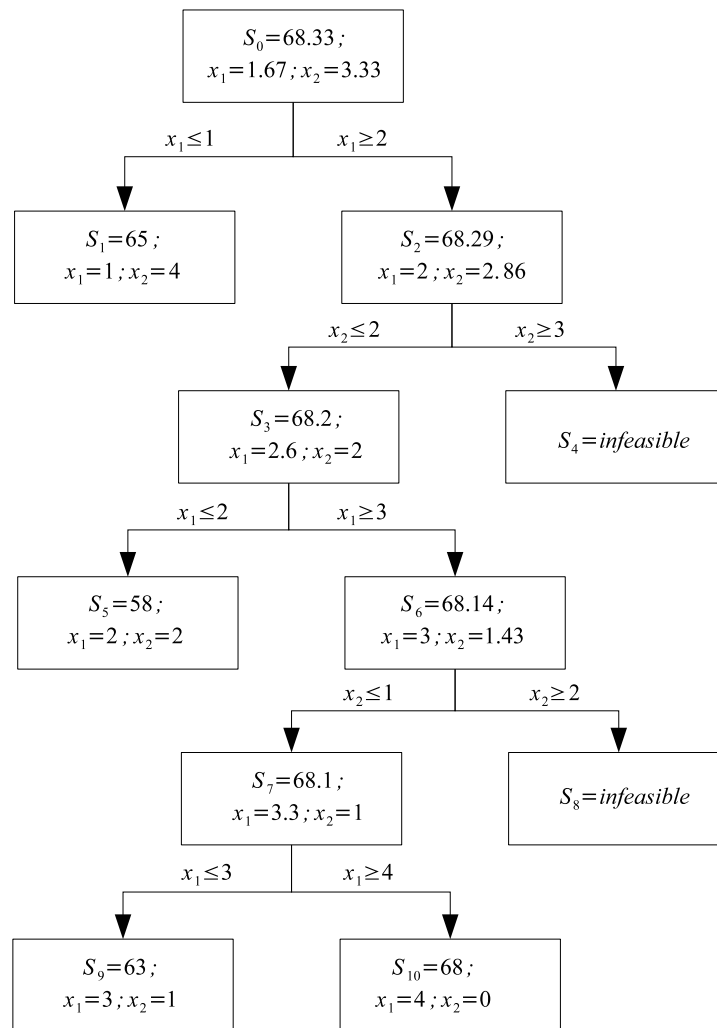 S₀=68.33;
x₁=1.67; x₂=3.33
x₁≤1
x₁≥2
S₁=65;
x₁=1; x₂=4
S₂=68.29;
x₁=2; x₂=2.86
x₂≤2
x₂≥3
S₃=68.2;
x₁=2.6; x₂=2
S₄=infeasible
x₁≤2
x₁≥3
S₅=58;
x₁=2; x₂=2
S₆=68.14;
x₁=3; x₂=1.43
x₂≤1
x₂≥2
S₇=68.1;
x₁=3.3; x₂=1
S₈=infeasible
x₁≤3
x₁≥4
S₉=63;
x₁=3; x₂=1
S₁₀=68;
x₁=4; x₂=0